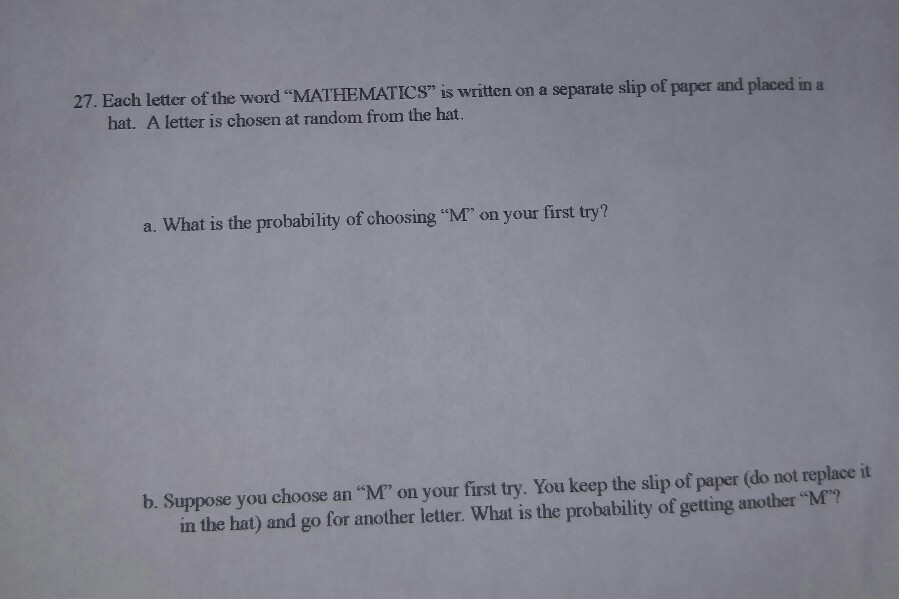 27. Each letter of the word “MATHEMATICS” is written on a separate slip of paper and placed in a
hat. A letter is chosen at random from the hat.
a. What is the probability of choosing “M” on your first try?
b. Suppose you choose an “M” on your first try. You keep the slip of paper (do not replace it
in the hat) and go for another letter. What is the probability of getting another “M”?